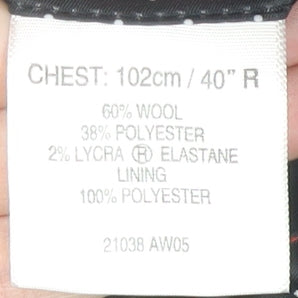 CHEST: 102cm / 40" R
60% WOOL
38% POLYESTER
2% LYCRA ® ELASTANE
LINING
100% POLYESTER
21038 AW05